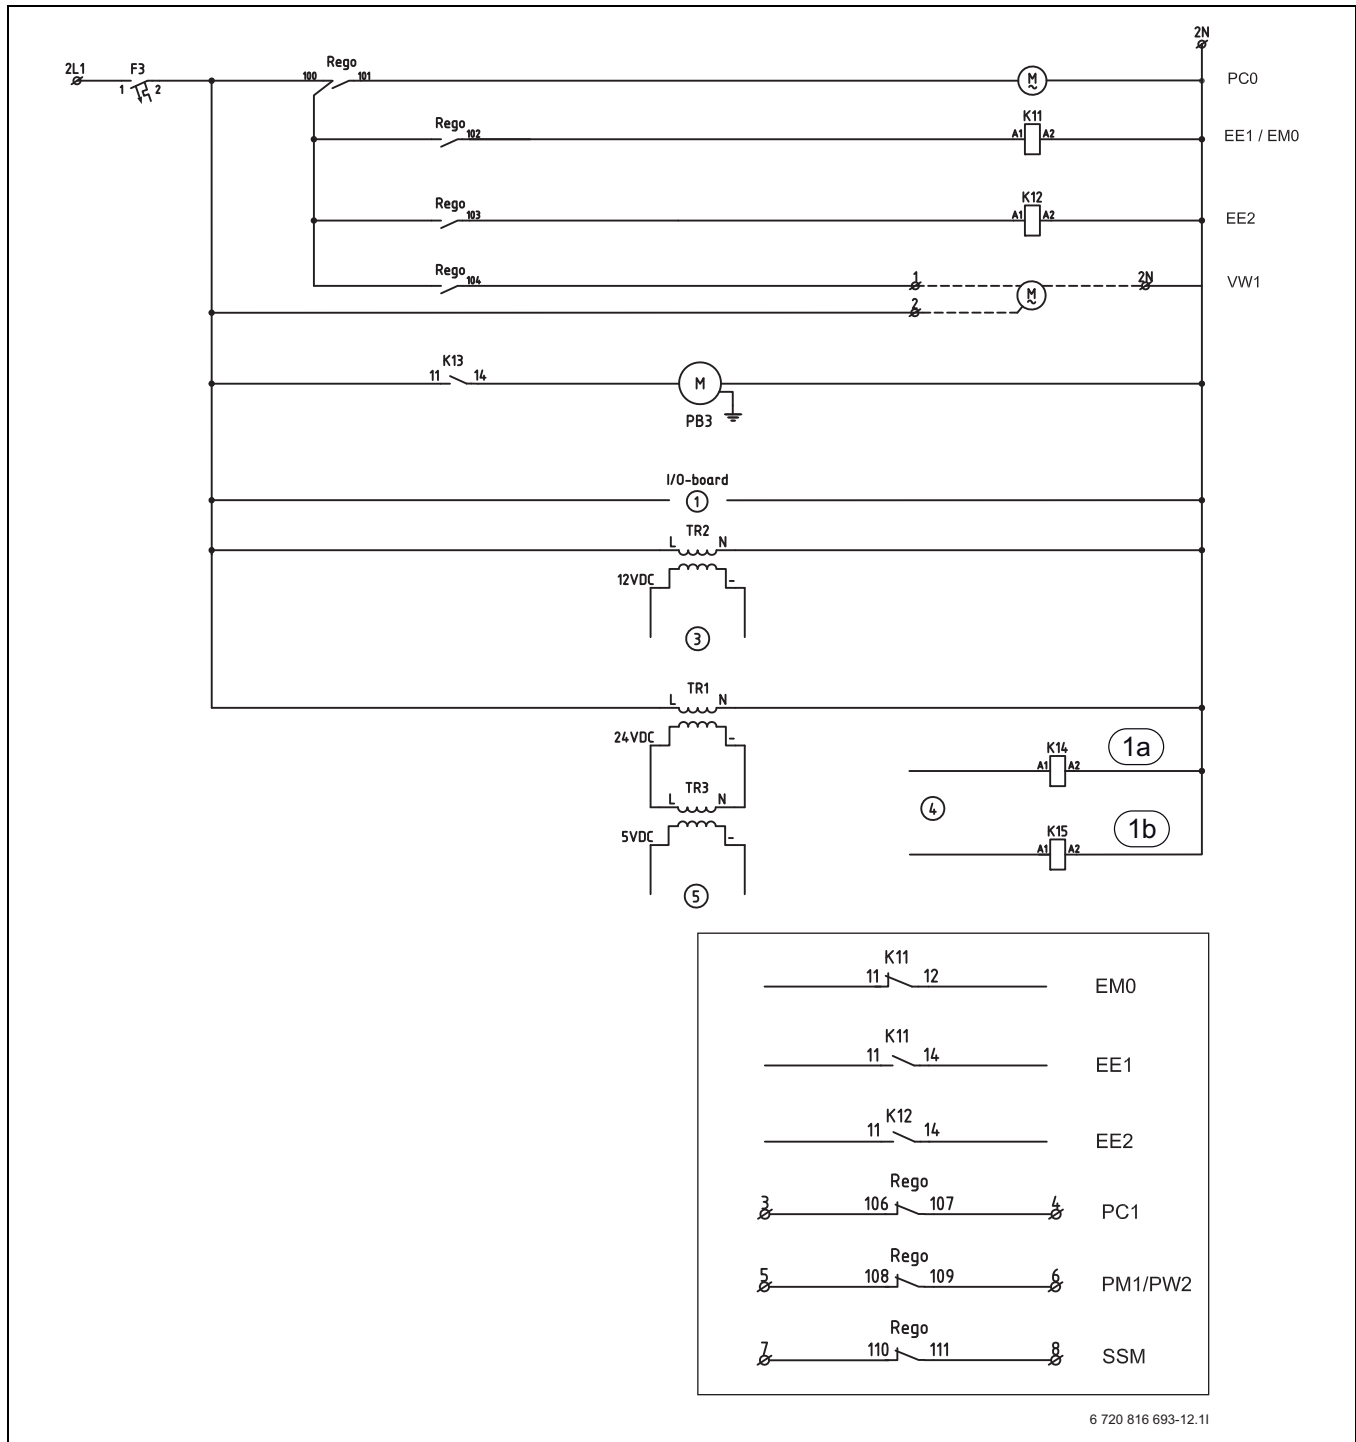 2N
2L1 F3 Rego
1 2 100 101 M PC0
Rego 102 K11 A1 A2 EE1 / EM0
Rego 103 K12 A1 A2 EE2
Rego 104 1 M 2N VW1
2
K13
11 14 M
PB3
I/O-board
1
TR2
L N
12VDC -
3
TR1
L N
24VDC -
K14 1a
A1 A2
TR3
L N
4
5VDC -
K15 1b
A1 A2
5
K11
11 12 EM0
K11
11 14 EE1
K12
11 14 EE2
Rego
3 106 107 4 PC1
Rego
5 108 109 6 PM1/PW2
Rego
7 110 111 8 SSM
6 720 816 693-12.1I